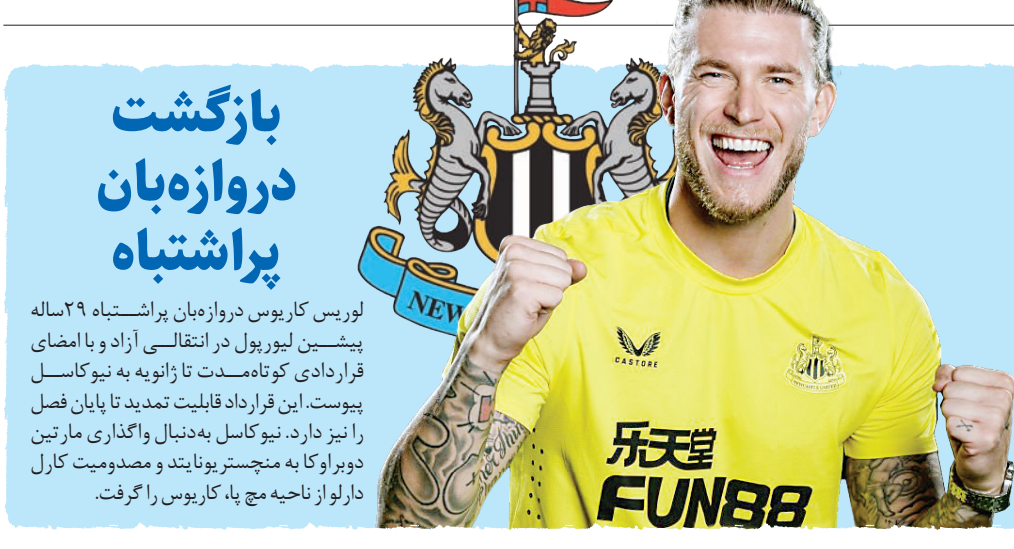 بازگشت
دروازه‌بان
پراشتباه
لوریس کاریوس دروازه‌بان پراشتباه ۲۹ساله
پیشین لیورپول در انتقالی آزاد و با امضای
قراردادی کوتاه‌مدت تا ژانویه به نیوکاسل
پیوست. این قرارداد قابلیت تمدید تا پایان فصل
را نیز دارد. نیوکاسل به‌دنبال واگذاری مارتین
دوبراوکا به منچستریونایتد و مصدومیت کارل
دارلو از ناحیه مچ پا، کاریوس را گرفت.
NEW
CASTORE
乐天堂
FUN88